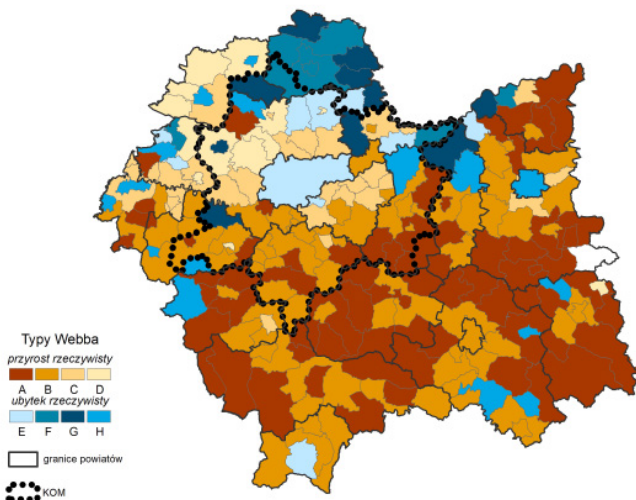 Typy Webba
przyrost rzeczywisty
A B C D
ubytek rzeczywisty
E F G H
granice powiatów
KOM